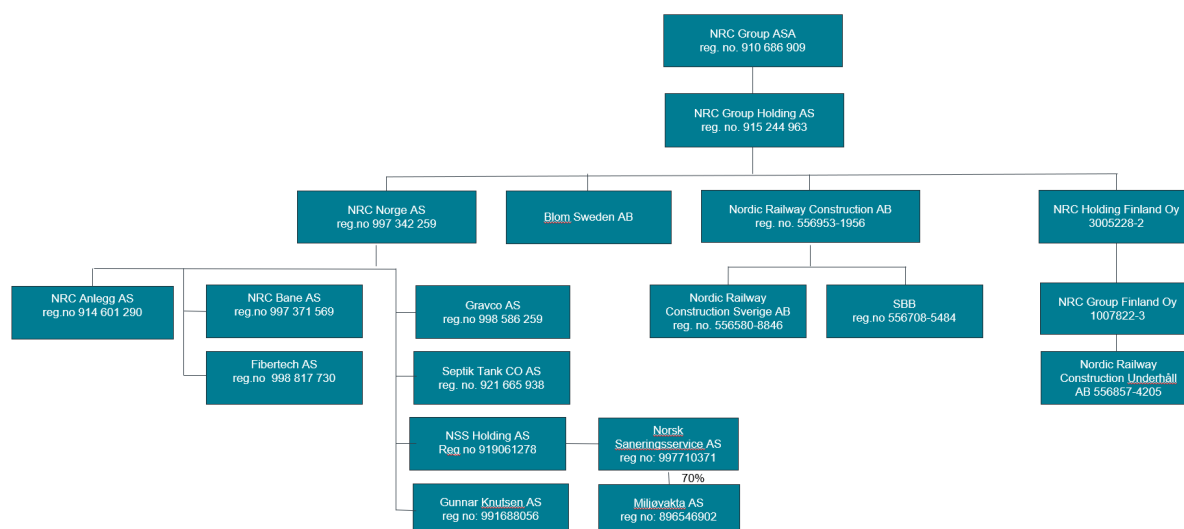 NRC Group ASA
reg. no. 910 686 909
NRC Group Holding AS
reg. no. 915 244 963
NRC Norge AS
reg.no 997 342 259
Blom Sweden AB
Nordic Railway Construction AB
reg. no. 556953-1956
NRC Holding Finland Oy
3005228-2
NRC Anlegg AS
reg.no 914 601 290
NRC Bane AS
reg.no 997 371 569
Gravco AS
reg.no 998 586 259
Nordic Railway
Construction Sverige AB
reg. no. 556580-8846
SBB
reg.no 556708-5484
NRC Group Finland Oy
1007822-3
Fibertech AS
reg.no 998 817 730
Septik Tank CO AS
reg. no. 921 665 938
Nordic Railway
Construction Underhåll
AB 556857-4205
NSS Holding AS
Reg no 919061278
Norsk
Saneringsservice AS
reg no: 997710371
70%
Gunnar Knutsen AS
reg no: 991688056
Miljøvakta AS
reg no: 896546902